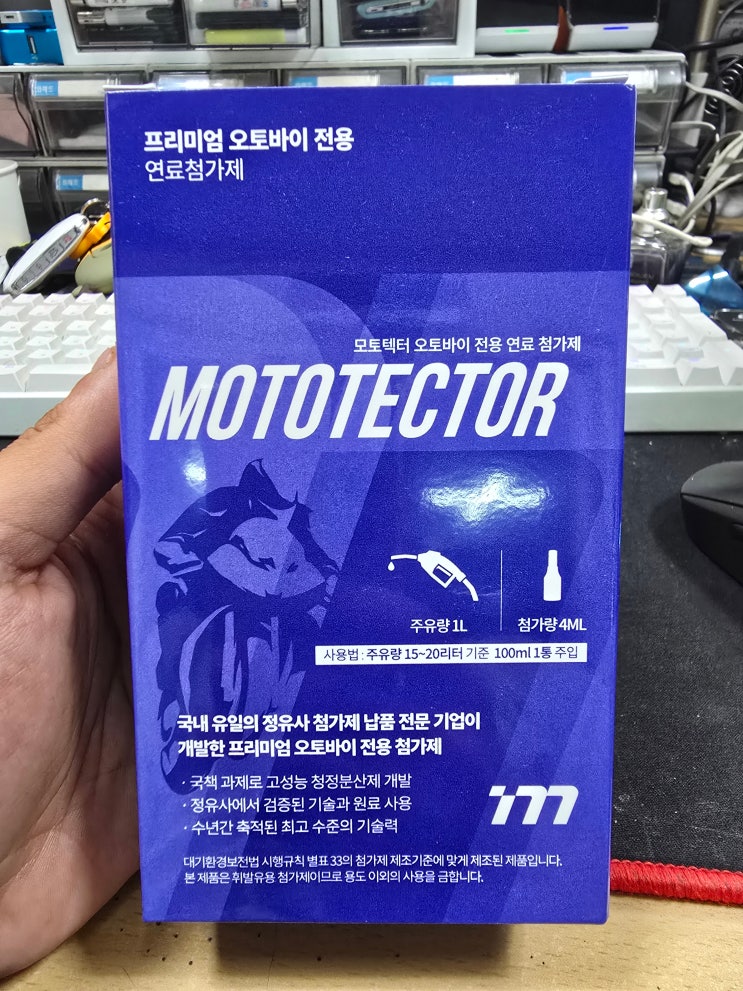 프리미엄 오토바이 전용
연료첨가제
모토텍터 오토바이 전용 연료 첨가제
MOTOTECTOR
주유량 1L
첨가량 4ML
사용법 : 주유량 15~20리터 기준 100ml 1통 주입
국내 유일의 정유사 첨가제 납품 전문 기업이
개발한 프리미엄 오토바이 전용 첨가제
· 국책 과제로 고성능 청정분산제 개발
· 정유사에서 검증된 기술과 원료 사용
· 수년간 축적된 최고 수준의 기술력
대기환경보전법 시행규칙 별표 33의 첨가제 제조기준에 맞게 제조된 제품입니다.
본 제품은 휘발유용 첨가제이므로 용도 이외의 사용을 금합니다.